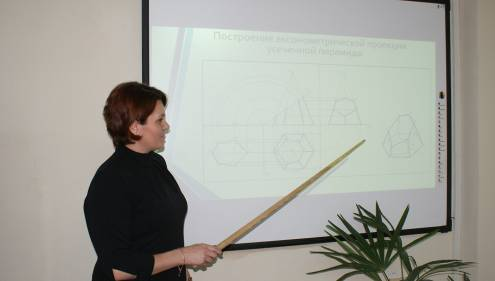 Построение аксонометрической проекции
усеченной пирамиды